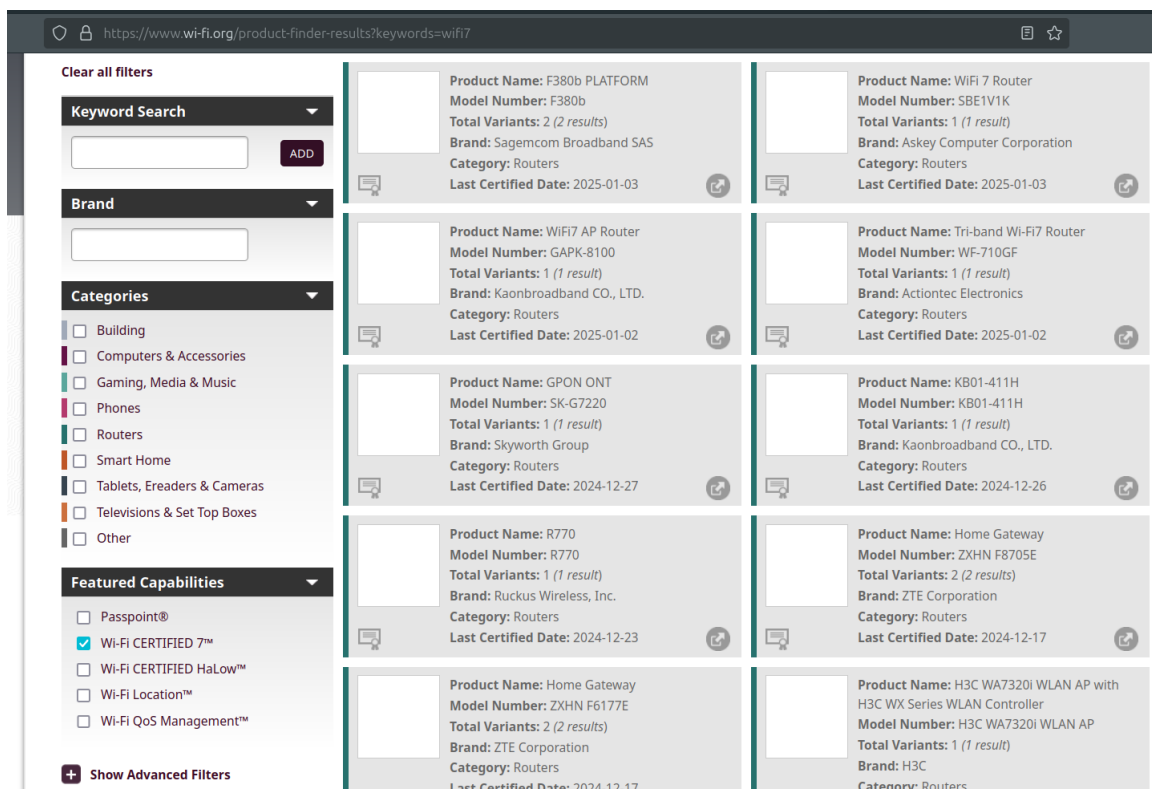 https://www.wi-fi.org/product-finder-results?keywords=wifi7
Clear all filters
Keyword Search
ADD
Brand
Categories
Building
Computers & Accessories
Gaming, Media & Music
Phones
Routers
Smart Home
Tablets, Ereaders & Cameras
Televisions & Set Top Boxes
Other
Featured Capabilities
Passpoint®
Wi-Fi CERTIFIED 7™
Wi-Fi CERTIFIED HaLow™
Wi-Fi Location™
Wi-Fi QoS Management™
Show Advanced Filters
Product Name: F380b PLATFORM
Model Number: F380b
Total Variants: 2 (2 results)
Brand: Sagemcom Broadband SAS
Category: Routers
Last Certified Date: 2025-01-03
Product Name: WiFi 7 Router
Model Number: SBE1V1K
Total Variants: 1 (1 result)
Brand: Askey Computer Corporation
Category: Routers
Last Certified Date: 2025-01-03
Product Name: WiFi7 AP Router
Model Number: GAPK-8100
Total Variants: 1 (1 result)
Brand: Kaonbroadband CO., LTD.
Category: Routers
Last Certified Date: 2025-01-02
Product Name: Tri-band Wi-Fi7 Router
Model Number: WF-710GF
Total Variants: 1 (1 result)
Brand: Actiontec Electronics
Category: Routers
Last Certified Date: 2025-01-02
Product Name: GPON ONT
Model Number: SK-G7220
Total Variants: 1 (1 result)
Brand: Skyworth Group
Category: Routers
Last Certified Date: 2024-12-27
Product Name: KB01-411H
Model Number: KB01-411H
Total Variants: 1 (1 result)
Brand: Kaonbroadband CO., LTD.
Category: Routers
Last Certified Date: 2024-12-26
Product Name: R770
Model Number: R770
Total Variants: 1 (1 result)
Brand: Ruckus Wireless, Inc.
Category: Routers
Last Certified Date: 2024-12-23
Product Name: Home Gateway
Model Number: ZXHN F8705E
Total Variants: 2 (2 results)
Brand: ZTE Corporation
Category: Routers
Last Certified Date: 2024-12-17
Product Name: Home Gateway
Model Number: ZXHN F6177E
Total Variants: 2 (2 results)
Brand: ZTE Corporation
Category: Routers
Last Certified Date: 2024-12-17
Product Name: H3C WA7320i WLAN AP with
H3C WX Series WLAN Controller
Model Number: H3C WA7320i WLAN AP
Total Variants: 1 (1 result)
Brand: H3C
Category: Routers